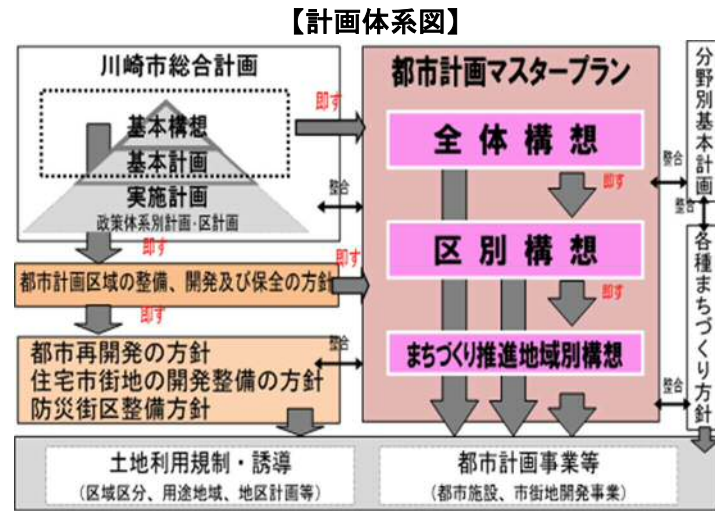 【計画体系図】
川崎市総合計画
基本構想
基本計画
実施計画
政策体系別計画・区計画
即す
整合
即す
都市計画区域の整備、開発及び保全の方針
即す
即す
都市再開発の方針
住宅市街地の開発整備の方針
防災街区整備方針
整合
都市計画マスタープラン
全体構想
即す
区別構想
即す
まちづくり推進地域別構想
分野別基本計画
整合
整合
各種まちづくり方針
整合
土地利用規制・誘導
(区域区分、用途地域、地区計画等)
都市計画事業等
(都市施設、市街地開発事業)